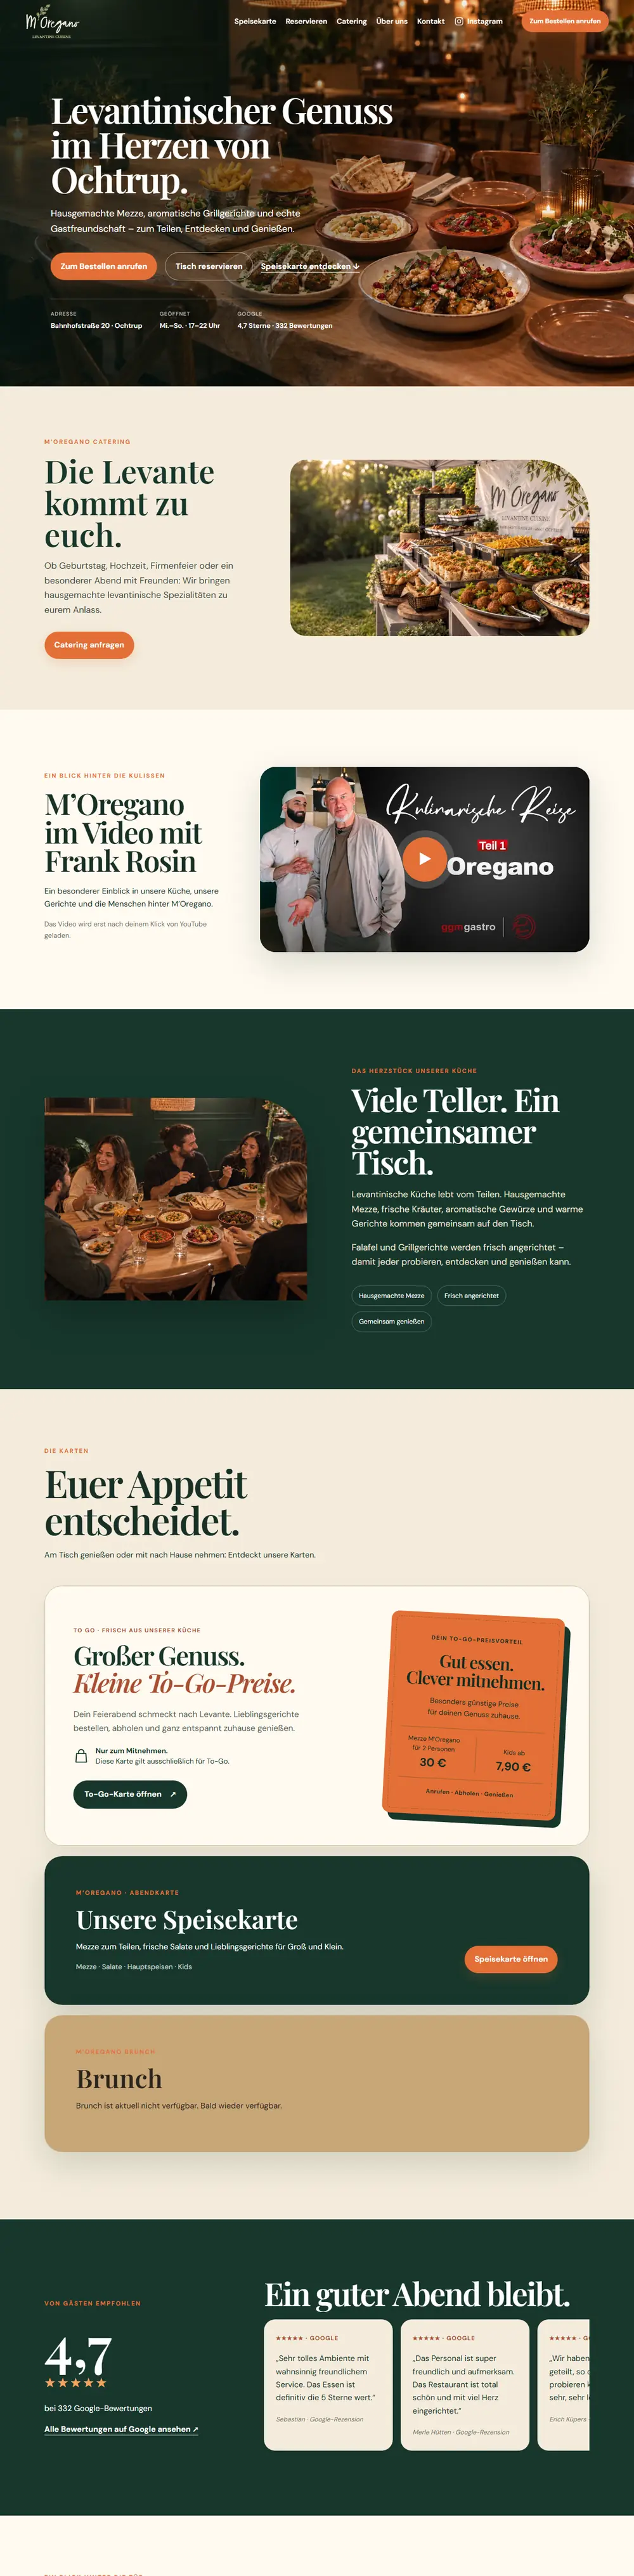 M'Oregano
LEVANTINE CUISINE
Speisekarte Reservieren Catering Über uns Kontakt Instagram Zum Bestellen anrufen
Levantinischer Genuss
im Herzen von
Ochtrup.
Hausgemachte Mezze, aromatische Grillgerichte und echte
Gastfreundschaft – zum Teilen, Entdecken und Genießen.
Zum Bestellen anrufen Tisch reservieren Speisekarte entdecken ↓
ADRESSE GEÖFFNET GOOGLE
Bahnhofstraße 20 · Ochtrup Mi.–So. · 17–22 Uhr 4,7 Sterne · 332 Bewertungen
M'OREGANO CATERING
Die Levante
kommt zu
euch.
Ob Geburtstag, Hochzeit, Firmenfeier oder ein
besonderer Abend mit Freunden: Wir bringen
hausgemachte levantinische Spezialitäten zu
eurem Anlass.
Catering anfragen
M'Oregano
LEVANTINE CUISINE
EIN BLICK HINTER DIE KULISSEN
M'Oregano
im Video mit
Frank Rosin
Ein besonderer Einblick in unsere Küche, unsere
Gerichte und die Menschen hinter M'Oregano.
Das Video wird erst nach deinem Klick von YouTube
geladen.
Kulinarische Reise
Teil 1
Oregano
ggmgastro
DAS HERZSTÜCK UNSERER KÜCHE
Viele Teller. Ein
gemeinsamer
Tisch.
Levantinische Küche lebt vom Teilen. Hausgemachte
Mezze, frische Kräuter, aromatische Gewürze und warme
Gerichte kommen gemeinsam auf den Tisch.
Falafel und Grillgerichte werden frisch angerichtet –
damit jeder probieren, entdecken und genießen kann.
Hausgemachte Mezze Frisch angerichtet
Gemeinsam genießen
DIE KARTEN
Euer Appetit
entscheidet.
Am Tisch genießen oder mit nach Hause nehmen: Entdeckt unsere Karten.
TO GO · FRISCH AUS UNSERER KÜCHE
Großer Genuss.
Kleine To-Go-Preise.
Dein Feierabend schmeckt nach Levante. Lieblingsgerichte
bestellen, abholen und ganz entspannt zuhause genießen.
Nur zum Mitnehmen.
Diese Karte gilt ausschließlich für To-Go.
To-Go-Karte öffnen ↗
DEIN TO-GO-PREISVORTEIL
Gut essen.
Clever mitnehmen.
Besonders günstige Preise
für deinen Genuss zuhause.
Mezze M'Oregano
für 2 Personen
30 €
Kids ab
7,90 €
Anrufen · Abholen · Genießen
M'OREGANO · ABENDKARTE
Unsere Speisekarte
Mezze zum Teilen, frische Salate und Lieblingsgerichte für Groß und Klein.
Mezze · Salate · Hauptspeisen · Kids
Speisekarte öffnen
M'OREGANO BRUNCH
Brunch
Brunch ist aktuell nicht verfügbar. Bald wieder verfügbar.
VON GÄSTEN EMPFOHLEN
4,7
★★★★★
bei 332 Google-Bewertungen
Alle Bewertungen auf Google ansehen ↗
Ein guter Abend bleibt.
★★★★★ · GOOGLE
„Sehr tolles Ambiente mit
wahnsinnig freundlichem
Service. Das Essen ist
definitiv die 5 Sterne wert.“
Sebastian · Google-Rezension
★★★★★ · GOOGLE
„Das Personal ist super
freundlich und aufmerksam.
Das Restaurant ist total
schön und mit viel Herz
eingerichtet.“
Merle Hütten · Google-Rezension
★★★★★ ·
„Wir haben
geteilt, so
probieren
sehr, sehr
Erich Küpers